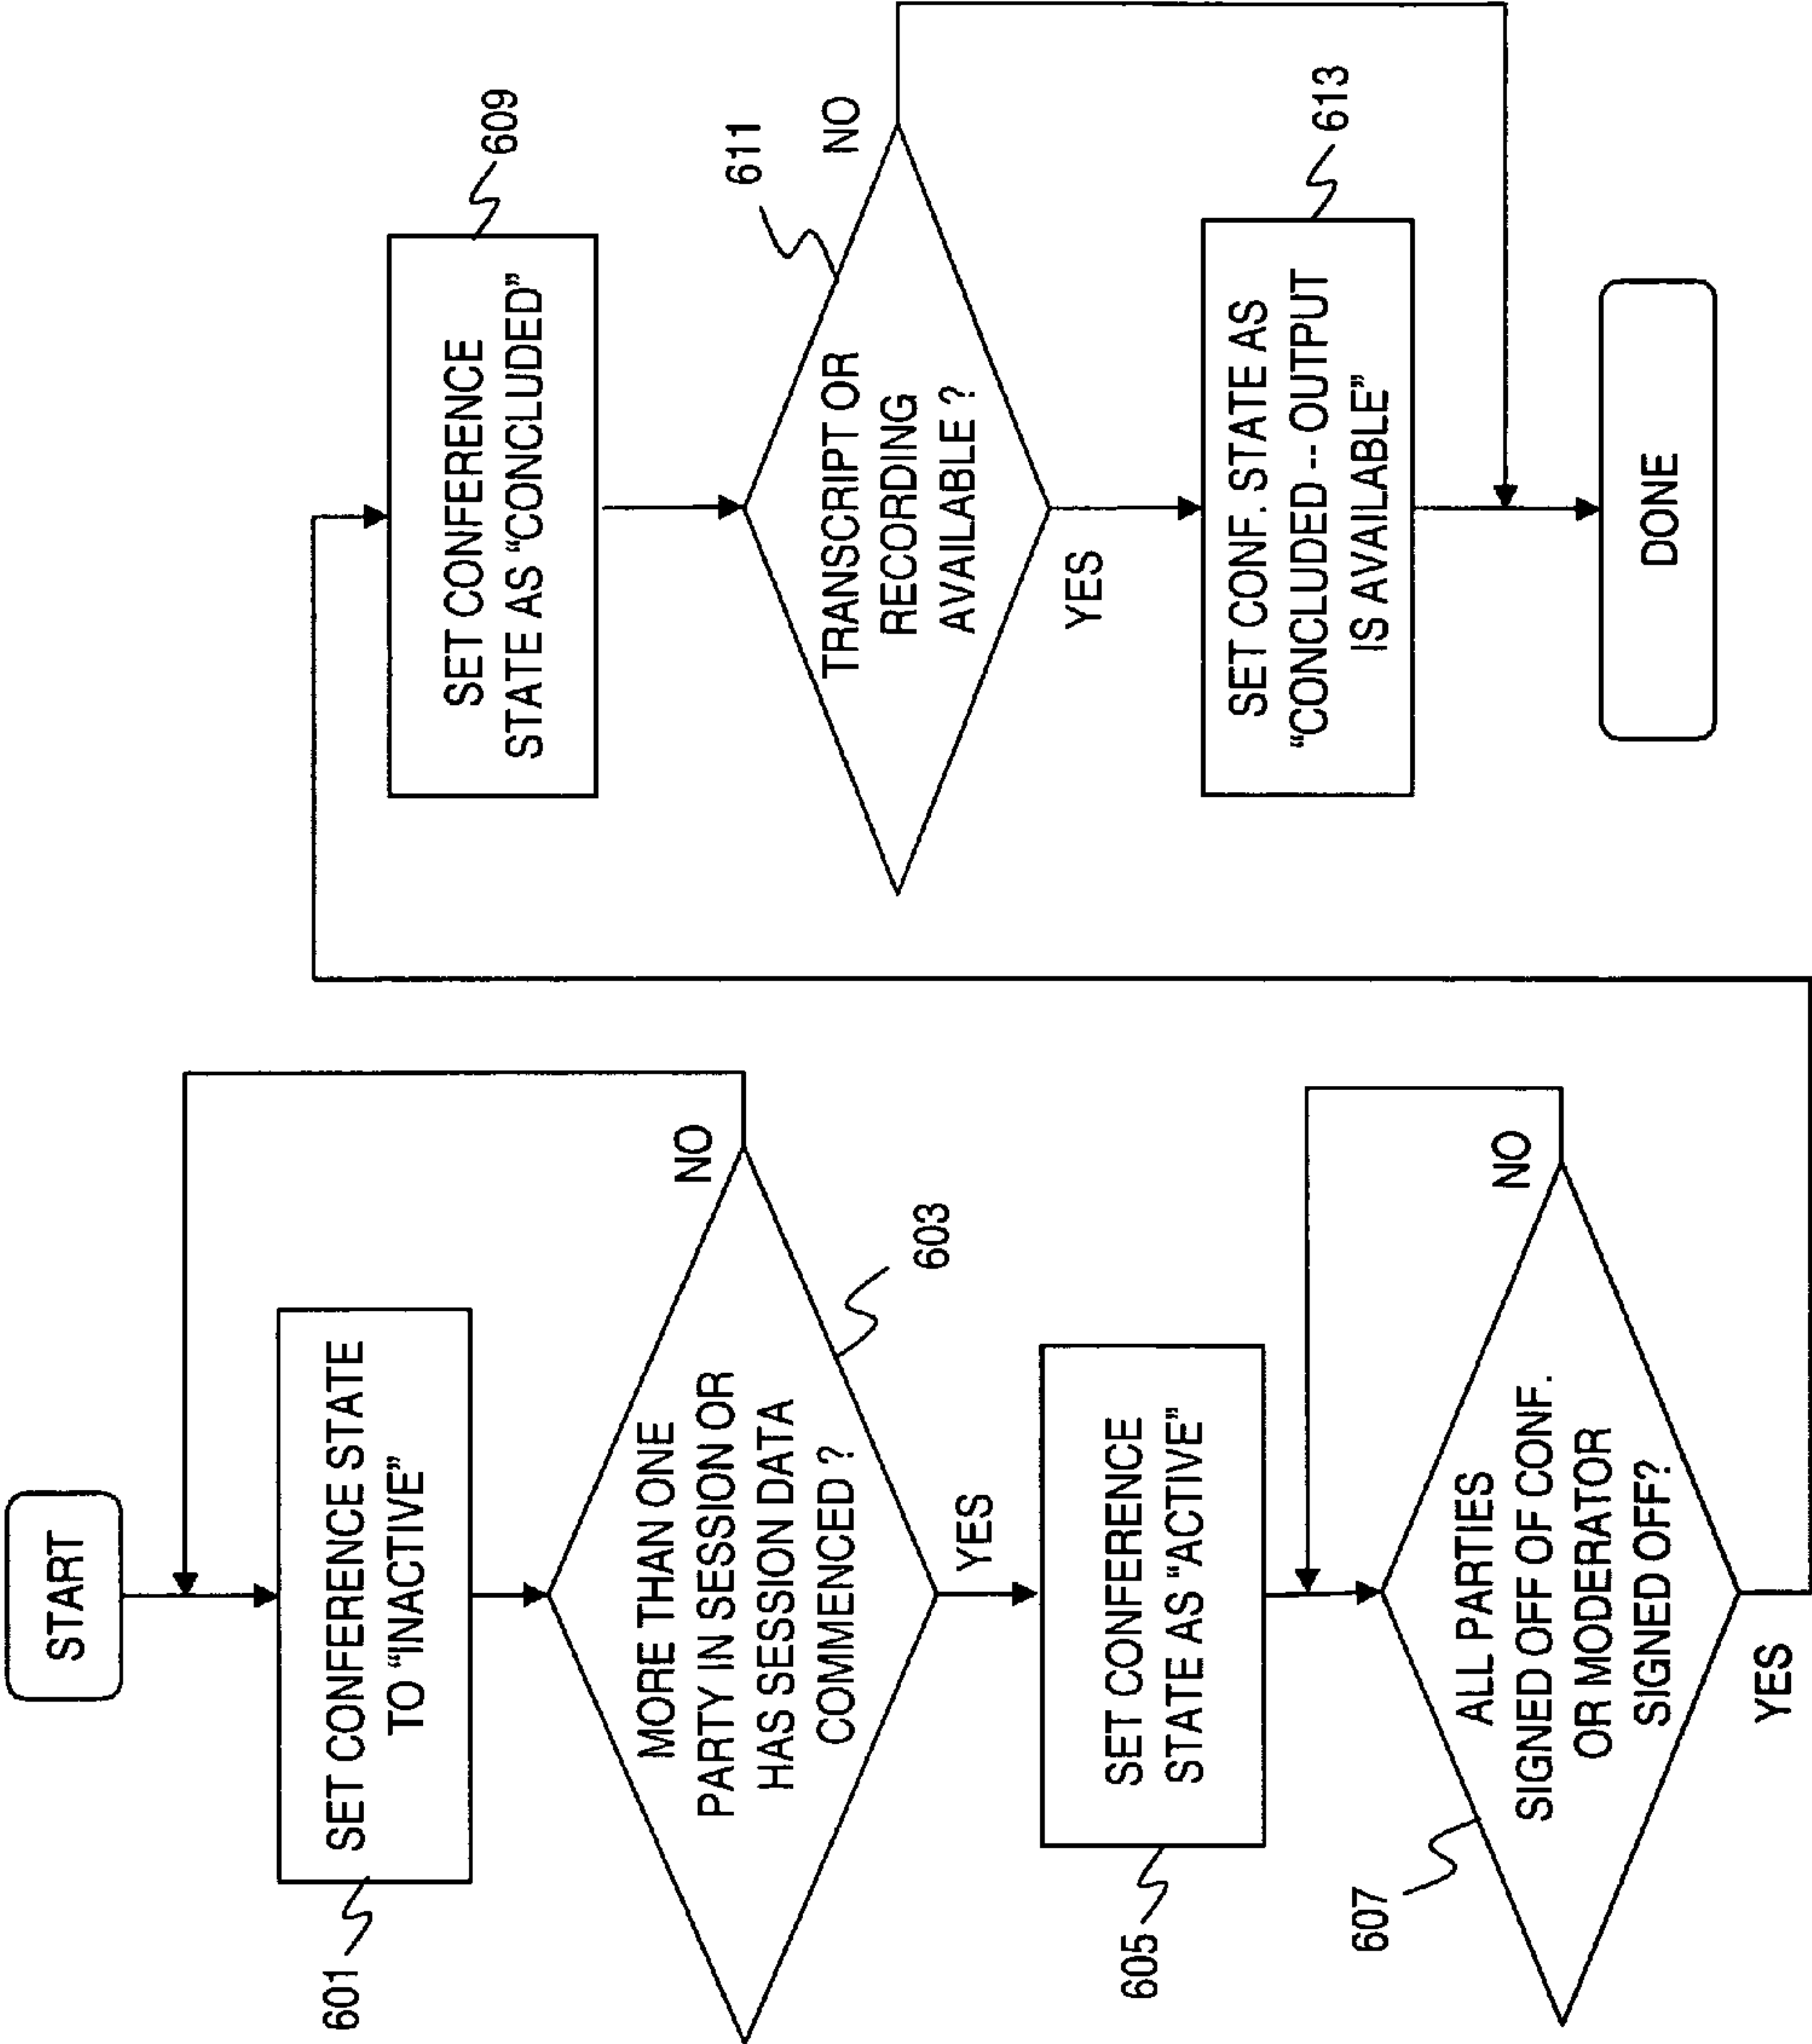 START
601
SET CONFERENCE STATE
TO “INACTIVE”
MORE THAN ONE
PARTY IN SESSION OR
HAS SESSION DATA
COMMENCED ?
603
NO
YES
605
SET CONFERENCE
STATE AS “ACTIVE”
607
ALL PARTIES
SIGNED OFF OF CONF.
OR MODERATOR
SIGNED OFF?
NO
YES
SET CONFERENCE
STATE AS “CONCLUDED”
609
TRANSCRIPT OR
RECORDING
AVAILABLE ?
611
NO
YES
SET CONF. STATE AS
“CONCLUDED -- OUTPUT
IS AVAILABLE”
613
DONE